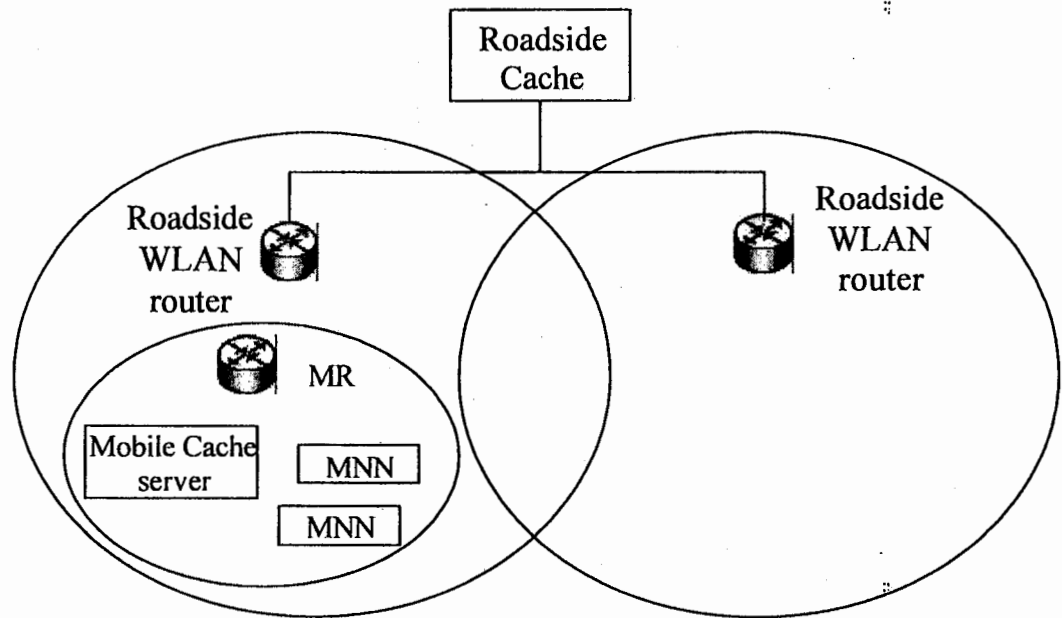 Roadside
Cache
Roadside
WLAN
router
Roadside
WLAN
router
MR
Mobile Cache
server
MNN
MNN